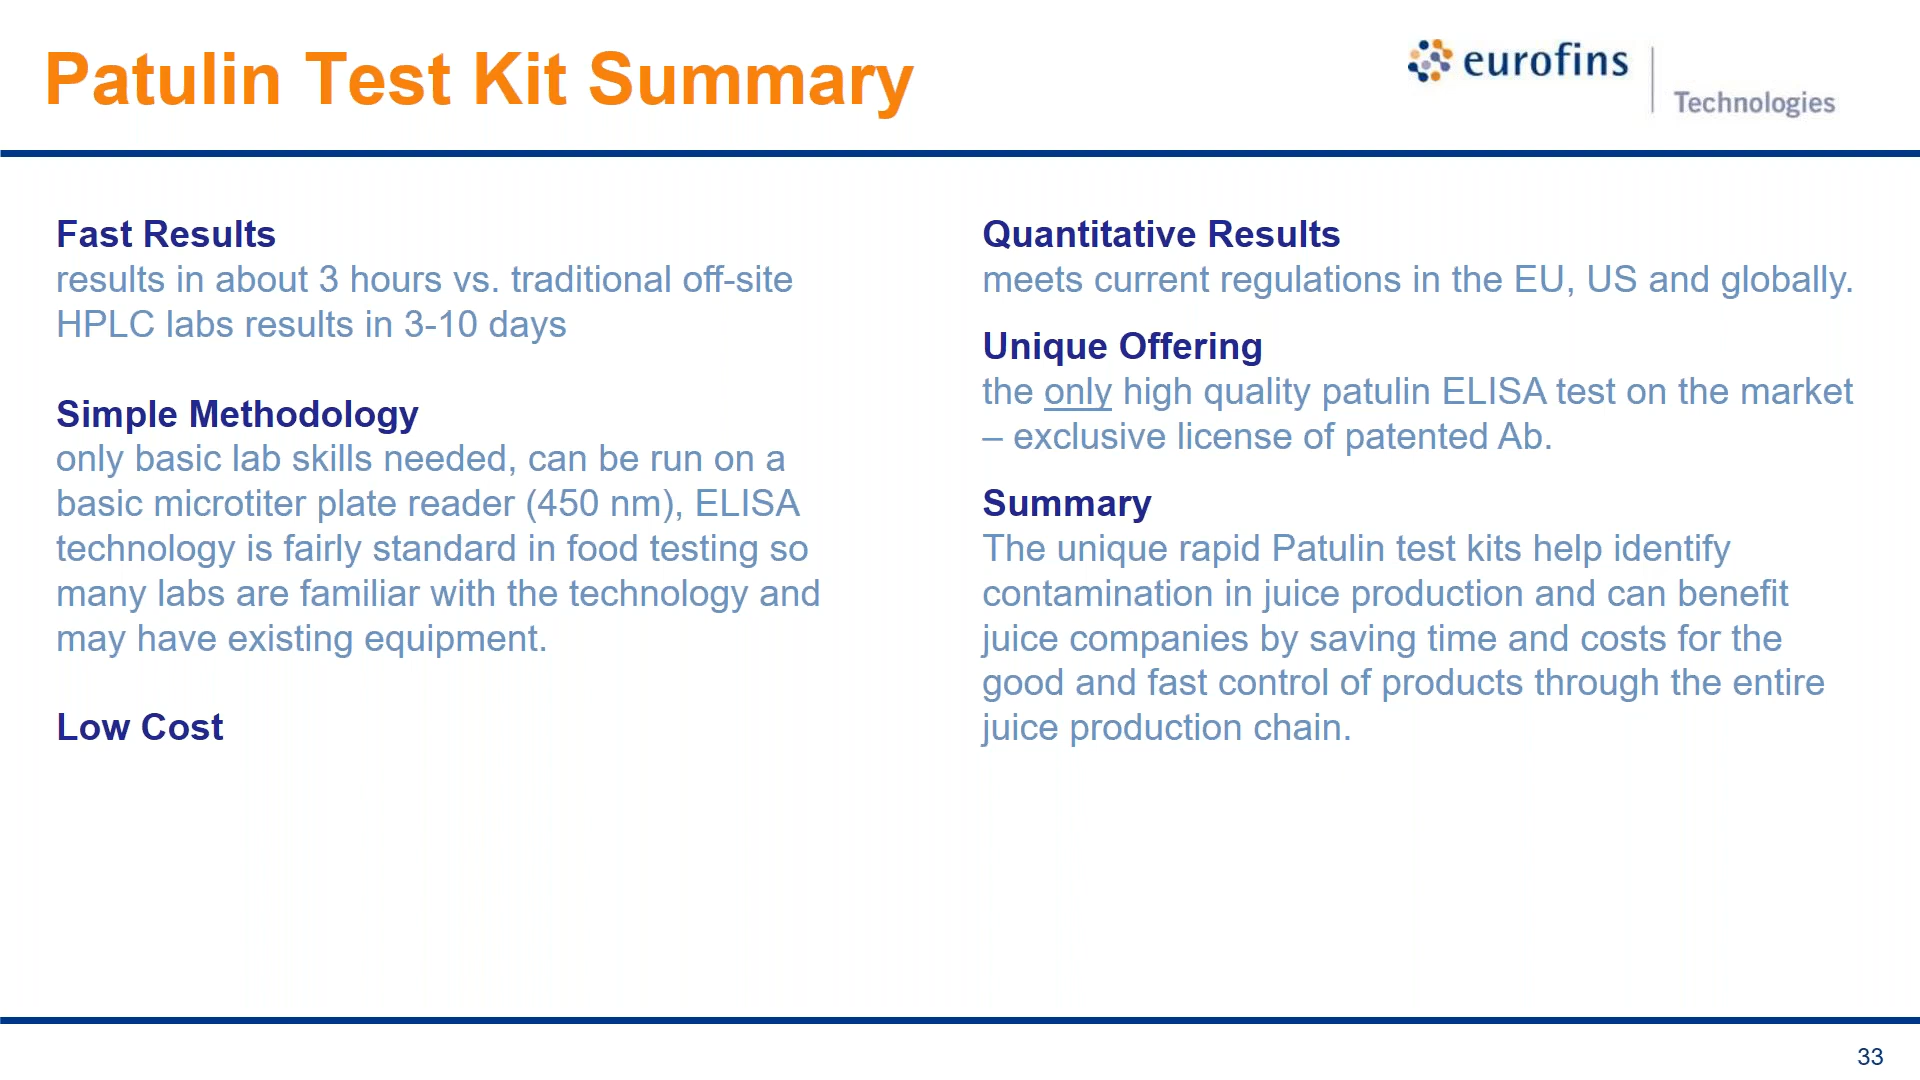 Patulin Test Kit Summary
eurofins
Technologies
Fast Results
results in about 3 hours vs. traditional off-site
HPLC labs results in 3-10 days
Simple Methodology
only basic lab skills needed, can be run on a
basic microtiter plate reader (450 nm), ELISA
technology is fairly standard in food testing so
many labs are familiar with the technology and
may have existing equipment.
Low Cost
Quantitative Results
meets current regulations in the EU, US and globally.
Unique Offering
the only high quality patulin ELISA test on the market
– exclusive license of patented Ab.
Summary
The unique rapid Patulin test kits help identify
contamination in juice production and can benefit
juice companies by saving time and costs for the
good and fast control of products through the entire
juice production chain.
33